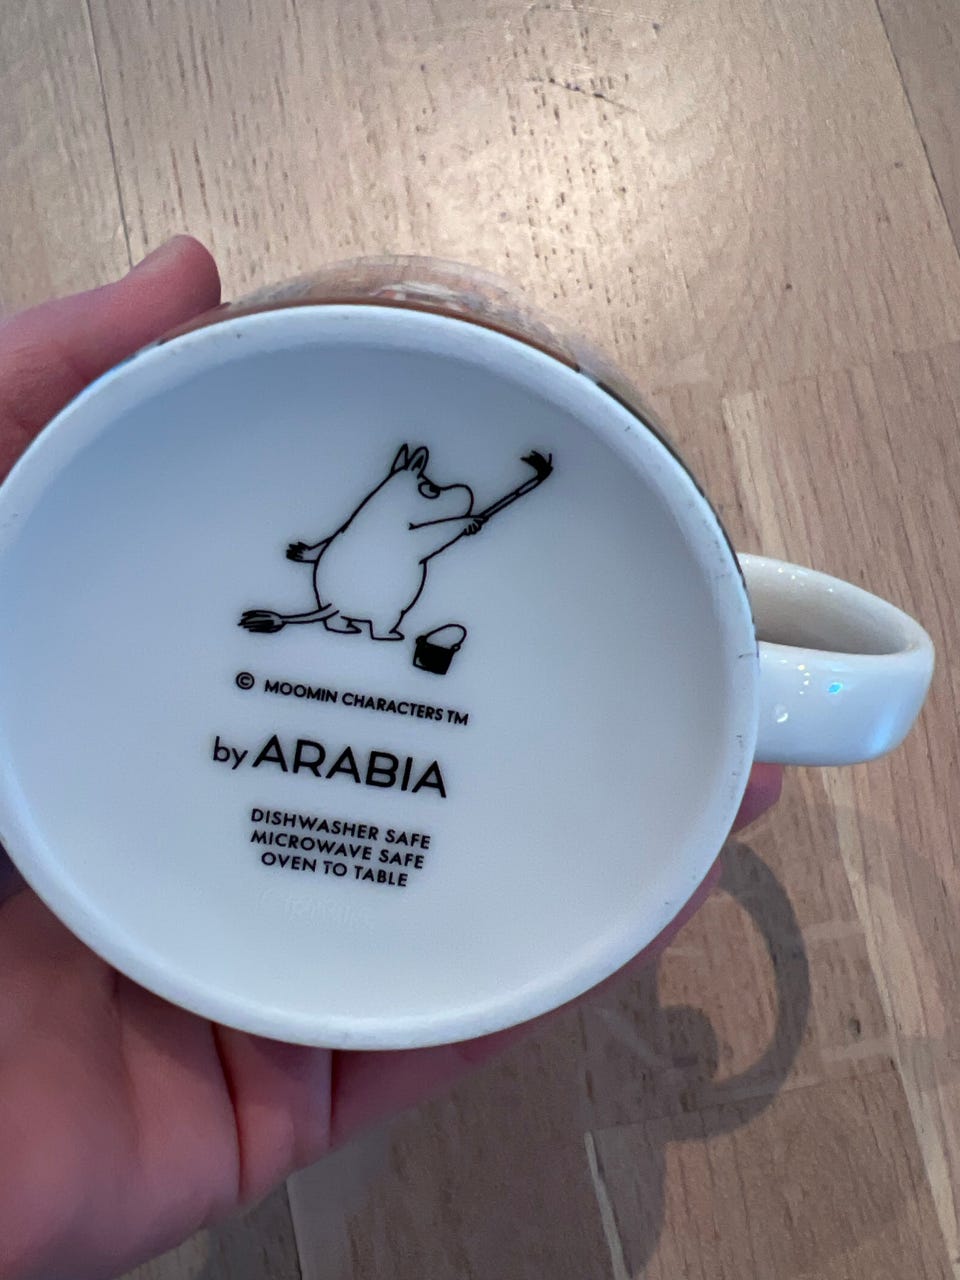 © MOOMIN CHARACTERS TM
by ARABIA
DISHWASHER SAFE
MICROWAVE SAFE
OVEN TO TABLE